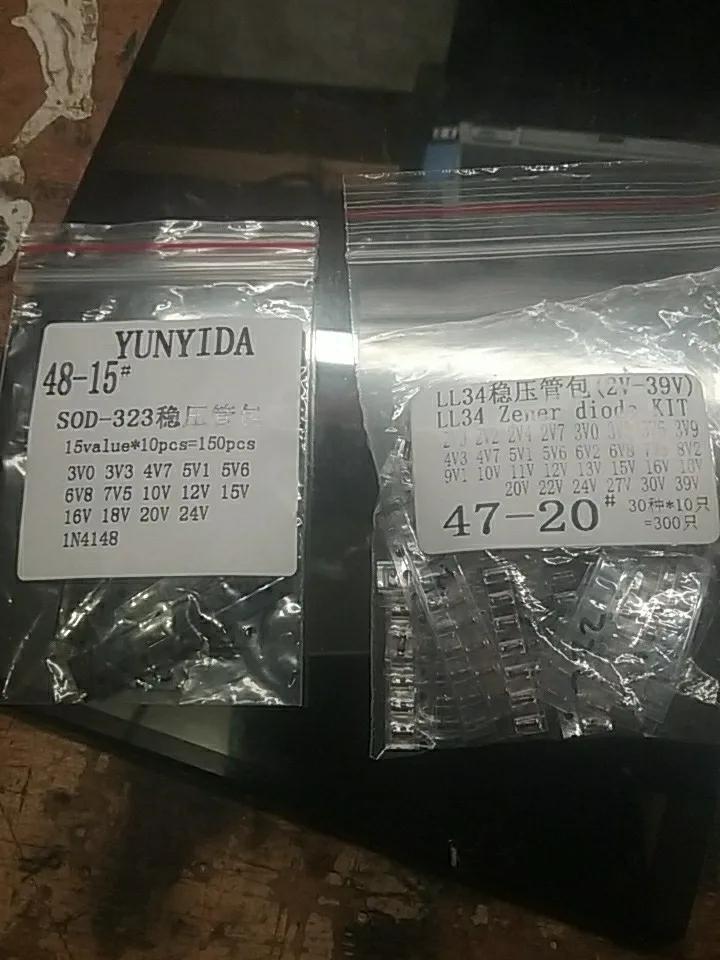 YUNYIDA
48-15#
SOD-323稳压管包
15value*10pcs=150pcs
3V0 3V3 4V7 5V1 5V6
6V8 7V5 10V 12V 15V
16V 18V 20V 24V
1N4148
LL34稳压管包(2V-39V)
LL34 Zener diode KIT
2V2 2V4 2V7 3V0 3V9
4V3 4V7 5V1 5V6 6V2 6V8 8V2
9V1 10V 11V 12V 13V 15V 16V
20V 22V 24V 27V 30V 39V
47-20# 30种*10只
=300只